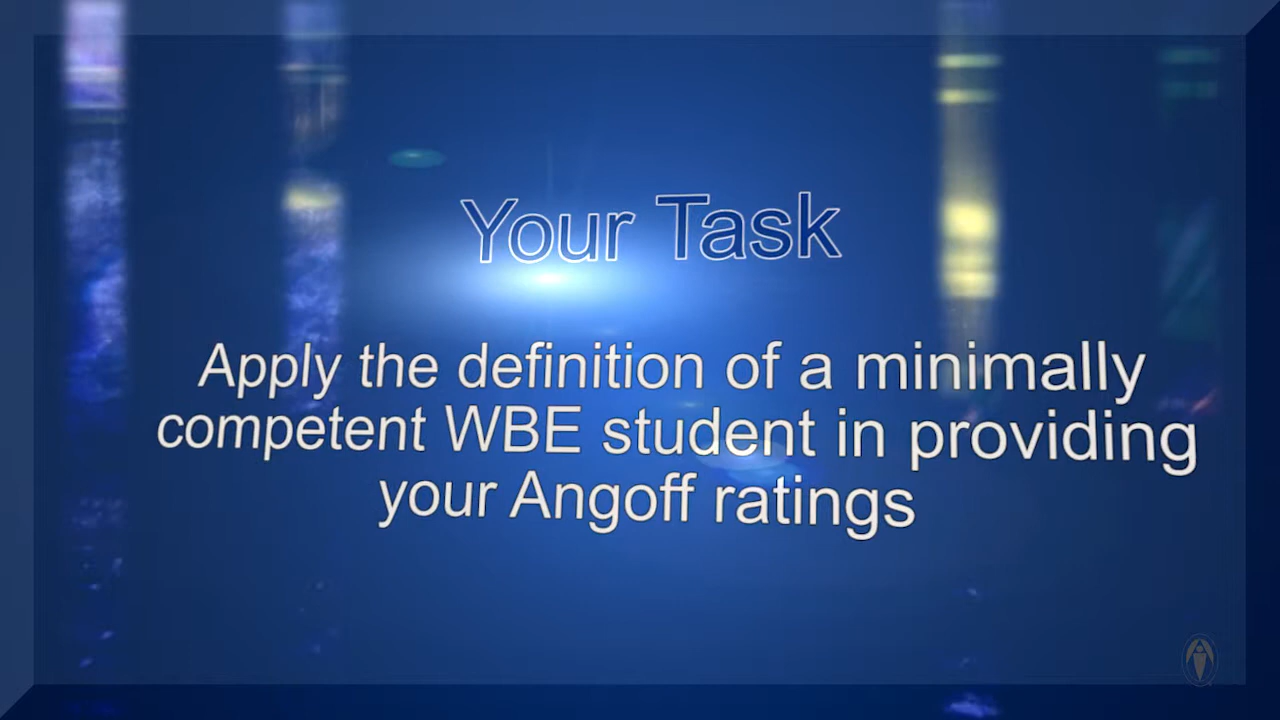 Your Task
Apply the definition of a minimally
competent WBE student in providing
your Angoff ratings